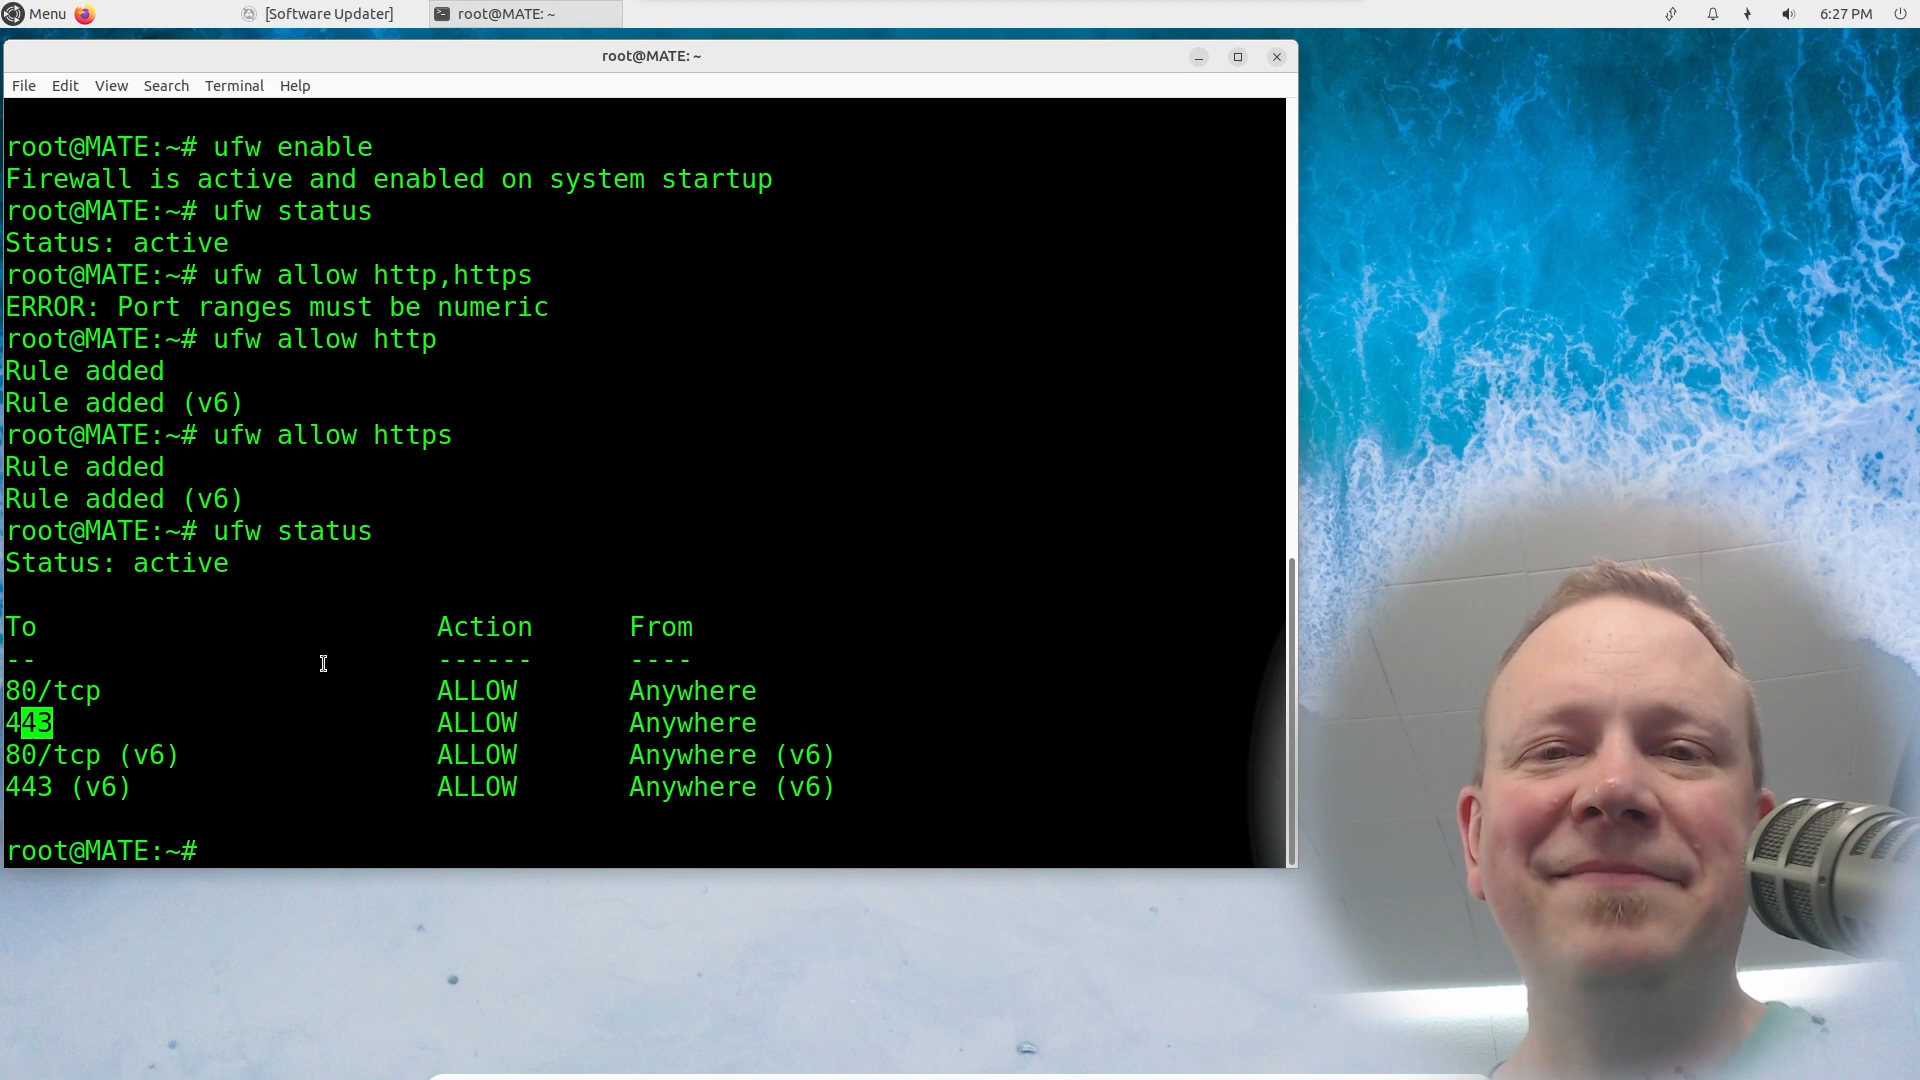 Menu [Software Updater] root@MATE: ~ 6:27 PM
root@MATE: ~
File Edit View Search Terminal Help
root@MATE:~# ufw enable
Firewall is active and enabled on system startup
root@MATE:~# ufw status
Status: active
root@MATE:~# ufw allow http,https
ERROR: Port ranges must be numeric
root@MATE:~# ufw allow http
Rule added
Rule added (v6)
root@MATE:~# ufw allow https
Rule added
Rule added (v6)
root@MATE:~# ufw status
Status: active
To Action From
-- ------ ----
80/tcp ALLOW Anywhere
443 ALLOW Anywhere
80/tcp (v6) ALLOW Anywhere (v6)
443 (v6) ALLOW Anywhere (v6)
root@MATE:~#